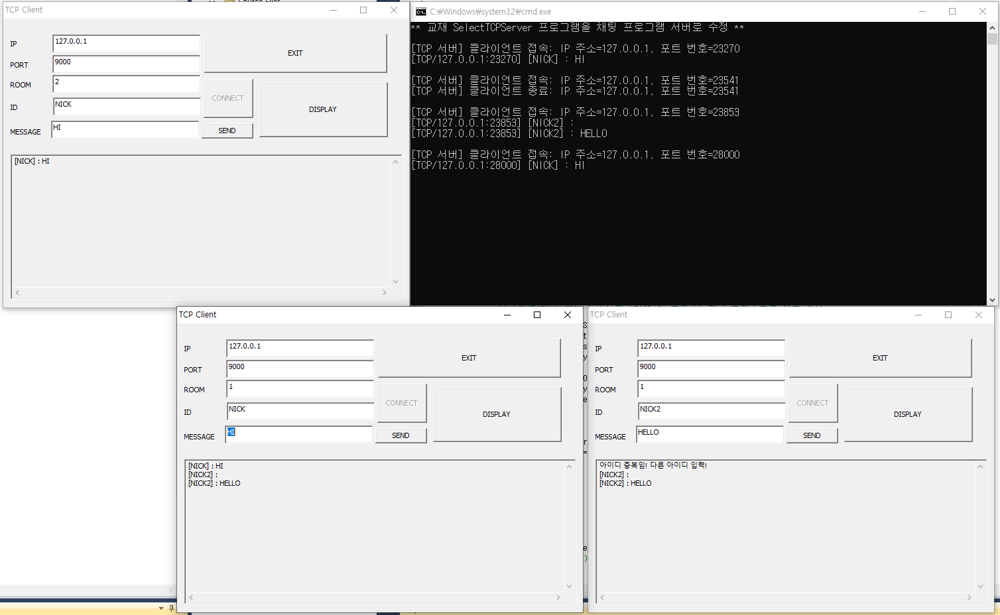 Source Files
TCP Client
IP
127.0.0.1
EXIT
PORT
9000
ROOM
2
CONNECT
DISPLAY
ID
NICK
MESSAGE
HI
SEND
[NICK] : HI
C:₩Windows₩system32₩cmd.exe
** 교재 SelectTCPServer 프로그램을 채팅 프로그램 서버로 수정 **
[TCP 서버] 클라이언트 접속: IP 주소=127.0.0.1, 포트 번호=23270
[TCP/127.0.0.1:23270] [NICK] : HI
[TCP 서버] 클라이언트 접속: IP 주소=127.0.0.1, 포트 번호=23541
[TCP 서버] 클라이언트 종료: IP 주소=127.0.0.1, 포트 번호=23541
[TCP 서버] 클라이언트 접속: IP 주소=127.0.0.1, 포트 번호=23853
[TCP/127.0.0.1:23853] [NICK2] :
[TCP/127.0.0.1:23853] [NICK2] : HELLO
[TCP 서버] 클라이언트 접속: IP 주소=127.0.0.1, 포트 번호=28000
[TCP/127.0.0.1:28000] [NICK] : HI
TCP Client
IP
127.0.0.1
EXIT
PORT
9000
ROOM
1
CONNECT
DISPLAY
ID
NICK
MESSAGE
HI
SEND
[NICK] : HI
[NICK2] :
[NICK2] : HELLO
TCP Client
IP
127.0.0.1
EXIT
PORT
9000
ROOM
1
CONNECT
DISPLAY
ID
NICK2
MESSAGE
HELLO
SEND
아이디 중복임! 다른 아이디 입력!
[NICK2] :
[NICK2] : HELLO